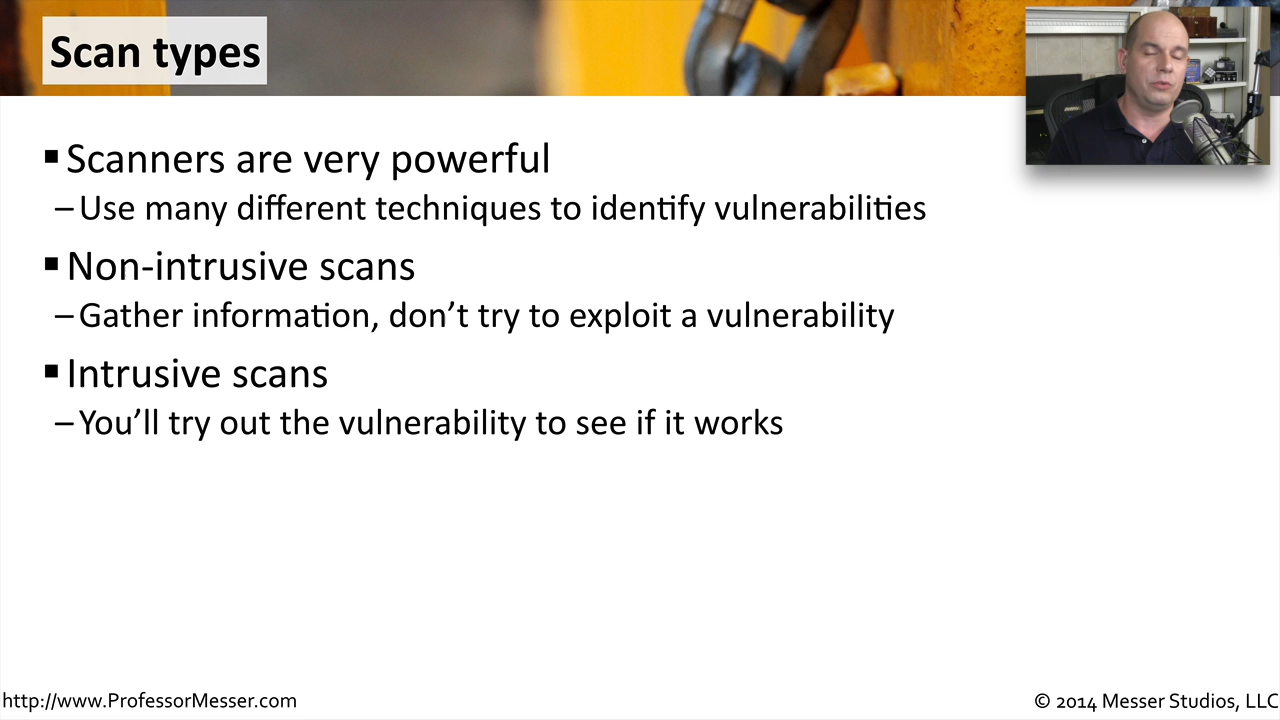 Scan types
▪ Scanners are very powerful
– Use many different techniques to identify vulnerabilities
▪ Non-intrusive scans
– Gather information, don’t try to exploit a vulnerability
▪ Intrusive scans
– You’ll try out the vulnerability to see if it works
http://www.ProfessorMesser.com
© 2014 Messer Studios, LLC